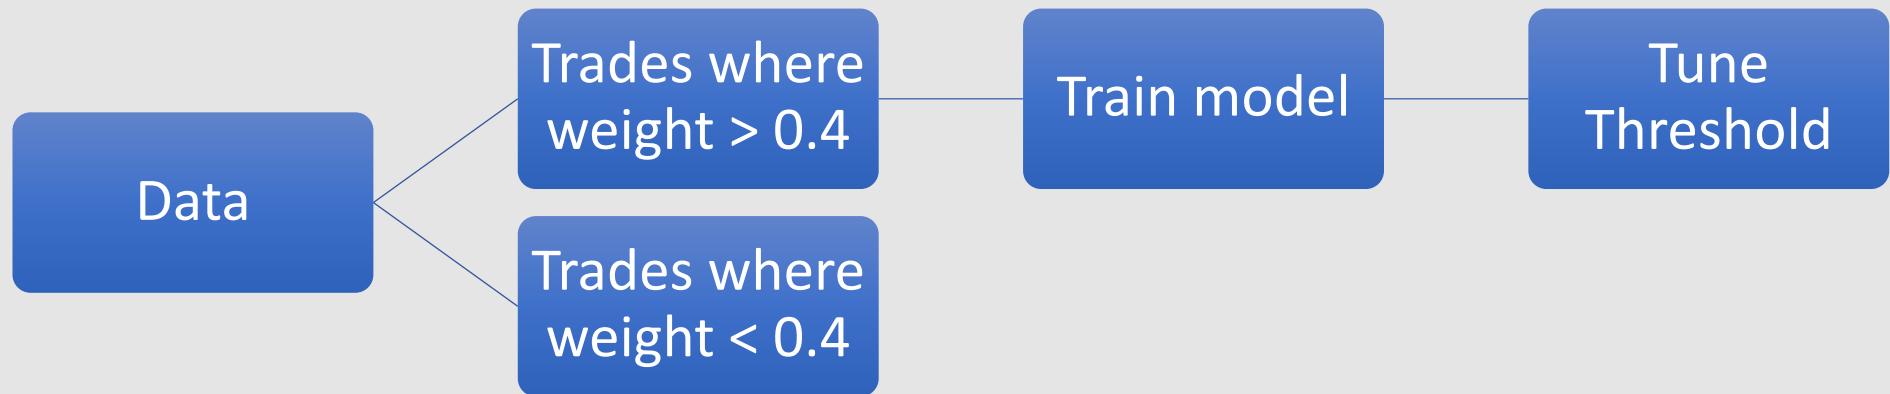 Data
Trades where
weight > 0.4
Train model
Tune
Threshold
Trades where
weight < 0.4